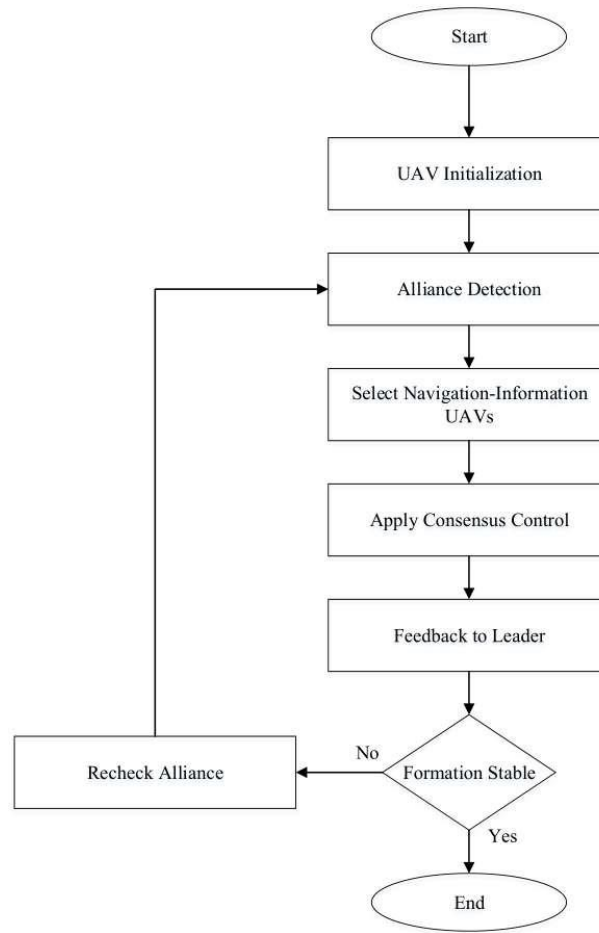 Start
UAV Initialization
Alliance Detection
Select Navigation-Information
UAVs
Apply Consensus Control
Feedback to Leader
No
Recheck Alliance
Formation Stable
Yes
End